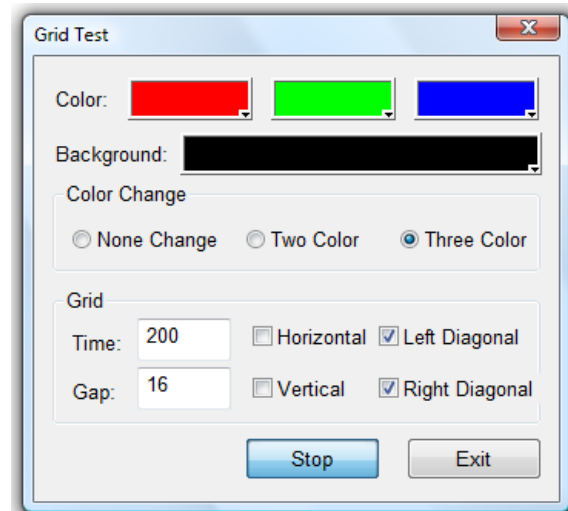 Grid Test
Color:
Background:
Color Change
None Change Two Color Three Color
Grid
Time: 200 Horizontal Left Diagonal
Gap: 16 Vertical Right Diagonal
Stop Exit